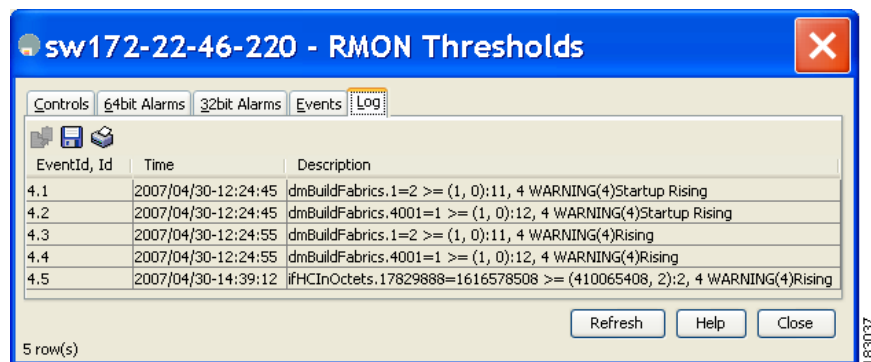 sw172-22-46-220 - RMON Thresholds
Controls 64bit Alarms 32bit Alarms Events Log
EventId, Id Time Description
4.1 2007/04/30-12:24:45 dmBuildFabrics.1=2 >= (1, 0):11, 4 WARNING(4)Startup Rising
4.2 2007/04/30-12:24:45 dmBuildFabrics.4001=1 >= (1, 0):12, 4 WARNING(4)Startup Rising
4.3 2007/04/30-12:24:55 dmBuildFabrics.1=2 >= (1, 0):11, 4 WARNING(4)Rising
4.4 2007/04/30-12:24:55 dmBuildFabrics.4001=1 >= (1, 0):12, 4 WARNING(4)Rising
4.5 2007/04/30-14:39:12 ifHCInOctets.17829888=1616578508 >= (410065408, 2):2, 4 WARNING(4)Rising
Refresh Help Close
5 row(s)